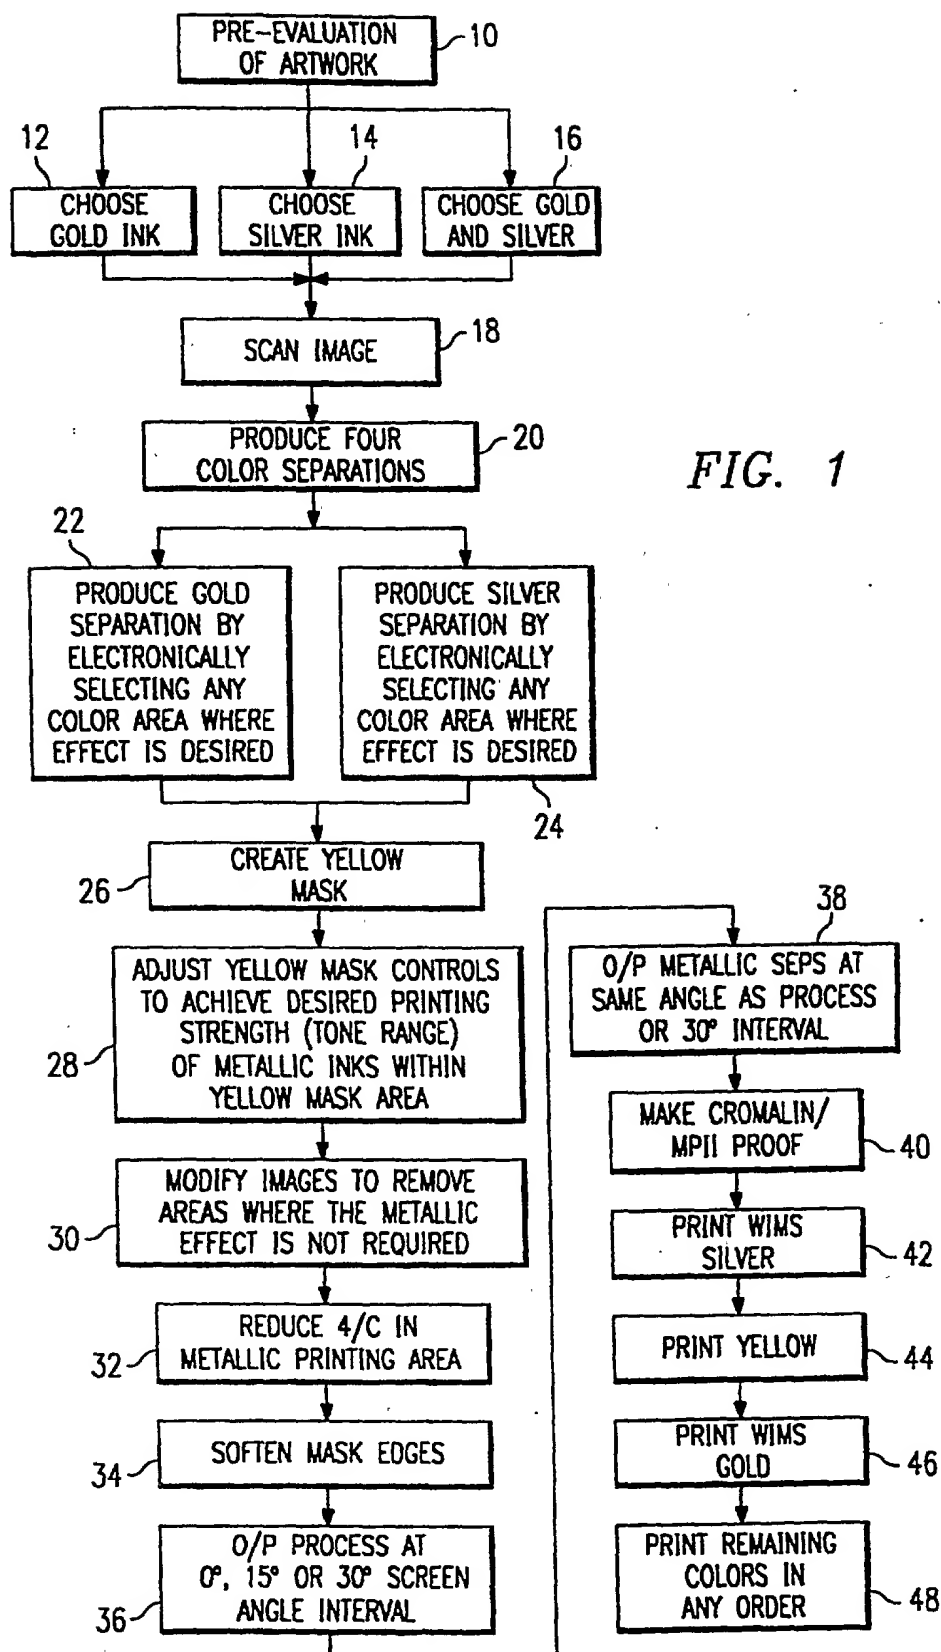 PRE-EVALUATION
OF ARTWORK
10
12
14
16
CHOOSE
GOLD INK
CHOOSE
SILVER INK
CHOOSE GOLD
AND SILVER
SCAN IMAGE
18
PRODUCE FOUR
COLOR SEPARATIONS
20
FIG. 1
22
PRODUCE GOLD
SEPARATION BY
ELECTRONICALLY
SELECTING ANY
COLOR AREA WHERE
EFFECT IS DESIRED
PRODUCE SILVER
SEPARATION BY
ELECTRONICALLY
SELECTING ANY
COLOR AREA WHERE
EFFECT IS DESIRED
24
CREATE YELLOW
MASK
26
ADJUST YELLOW MASK CONTROLS
TO ACHIEVE DESIRED PRINTING
STRENGTH (TONE RANGE)
OF METALLIC INKS WITHIN
YELLOW MASK AREA
28
MODIFY IMAGES TO REMOVE
AREAS WHERE THE METALLIC
EFFECT IS NOT REQUIRED
30
REDUCE 4/C IN
METALLIC PRINTING AREA
32
SOFTEN MASK EDGES
34
O/P PROCESS AT
0°, 15° OR 30° SCREEN
ANGLE INTERVAL
36
38
O/P METALLIC SEPS AT
SAME ANGLE AS PROCESS
OR 30° INTERVAL
MAKE CROMALIN/
MPII PROOF
40
PRINT WIMS
SILVER
42
PRINT YELLOW
44
PRINT WIMS
GOLD
46
PRINT REMAINING
COLORS IN
ANY ORDER
48